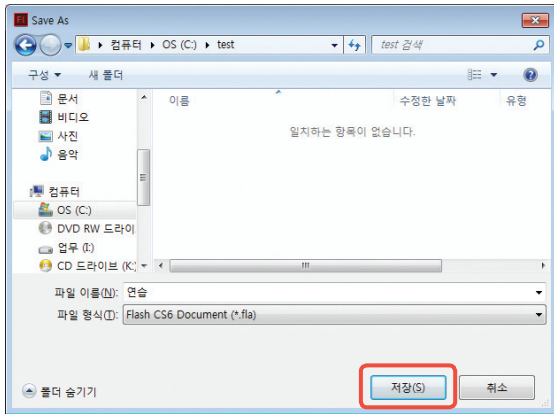 Fl Save As
컴퓨터 ▸ OS (C:) ▸ test
test 검색
구성 새 폴더
이름 수정한 날짜 유형
일치하는 항목이 없습니다.
문서
비디오
사진
음악
컴퓨터
OS (C:)
DVD RW 드라이
업무 (I:)
CD 드라이브 (K:)
파일 이름(N): 연습
파일 형식(T): Flash CS6 Document (*.fla)
폴더 숨기기
저장(S) 취소